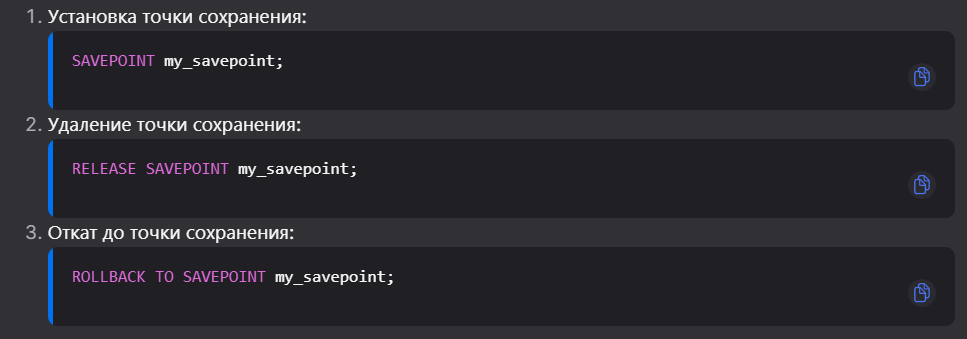 1. Установка точки сохранения:
SAVEPOINT my_savepoint;
2. Удаление точки сохранения:
RELEASE SAVEPOINT my_savepoint;
3. Откат до точки сохранения:
ROLLBACK TO SAVEPOINT my_savepoint;